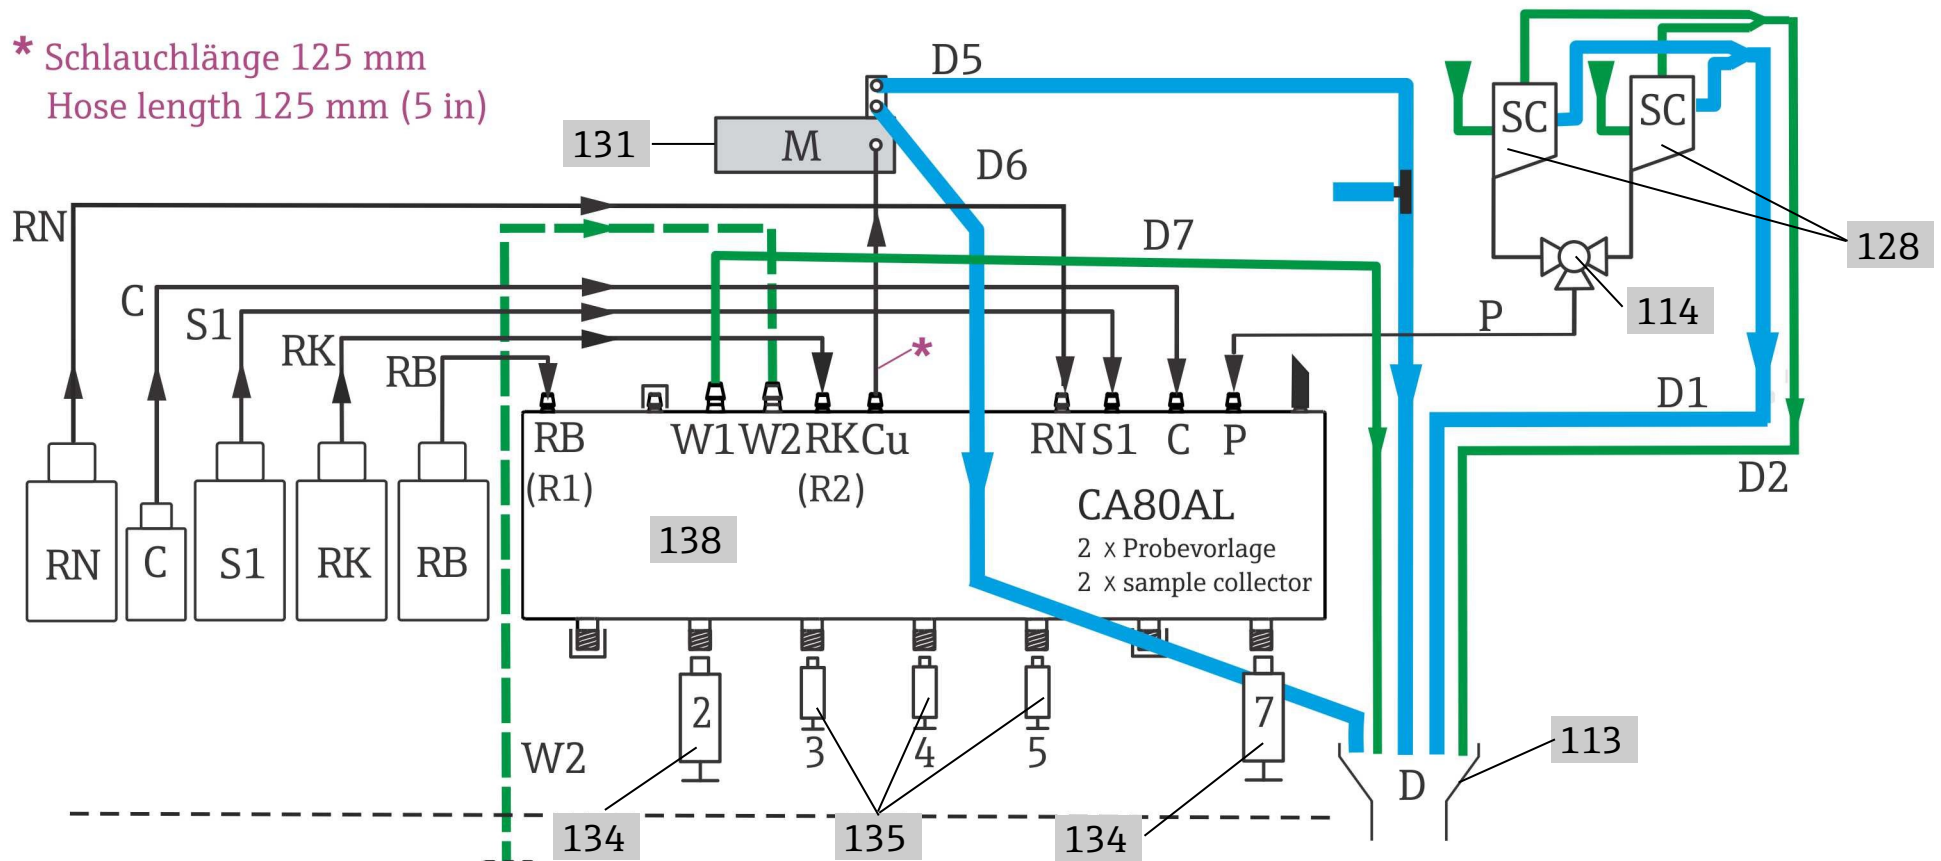 * Schlauchlänge 125 mm
Hose length 125 mm (5 in)
D5
SC
SC
131
M
D6
RN
D7
128
C
S1
114
P
RK
*
RB
D1
RB
W1
W2
RK
Cu
RN
S1
C
P
(R1)
(R2)
D2
CA80AL
138
2 x Probevorlage
2 x sample collector
RN
C
S1
RK
RB
2
7
3
4
5
113
W2
D
134
135
134